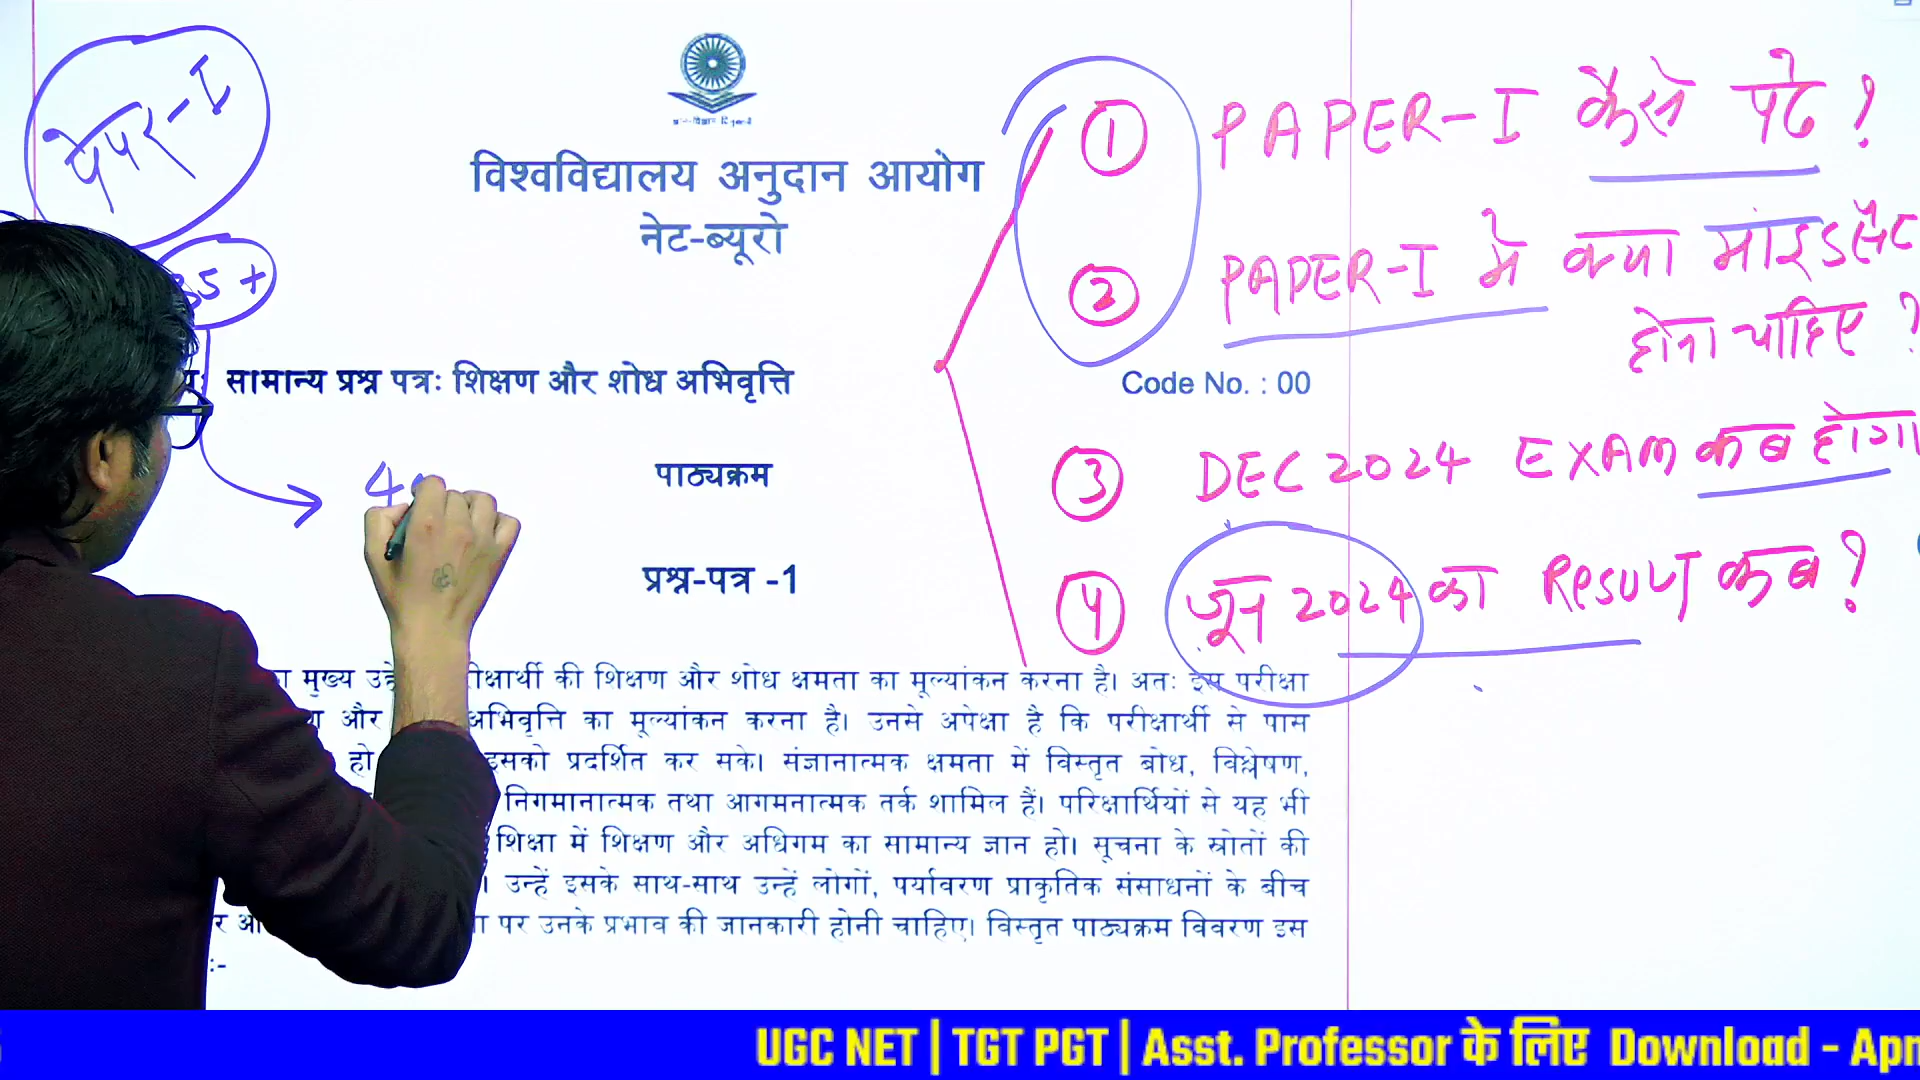 पेपर-I
35+
विश्वविद्यालय अनुदान आयोग
नेट-ब्यूरो
सामान्य प्रश्न पत्रः शिक्षण और शोध अभिवृत्ति
Code No. : 00
पाठ्यक्रम
प्रश्न-पत्र -1
① PAPER-I कैसे पढे ?
② PAPER-I में क्या माइंडसैट
होना चाहिए ?
③ DEC 2024 EXAM कब होगा
④ जून 2024 का Result कब ?
मुख्य परीक्षार्थी की शिक्षण और शोध क्षमता का मूल्यांकन करना है। अतः इस परीक्षा
और अभिवृत्ति का मूल्यांकन करना है। उनसे अपेक्षा है कि परीक्षार्थी से पास
हो इसको प्रदर्शित कर सके। संज्ञानात्मक क्षमता में विस्तृत बोध, विश्लेषण,
निगमानात्मक तथा आगमनात्मक तर्क शामिल हैं। परिक्षार्थियों से यह भी
शिक्षा में शिक्षण और अधिगम का सामान्य ज्ञान हो। सूचना के स्रोतों की
। उन्हें इसके साथ-साथ उन्हें लोगों, पर्यावरण प्राकृतिक संसाधनों के बीच
पर उनके प्रभाव की जानकारी होनी चाहिए। विस्तृत पाठ्यक्रम विवरण इस
:-
UGC NET | TGT PGT | Asst. Professor के लिए Download - Apn